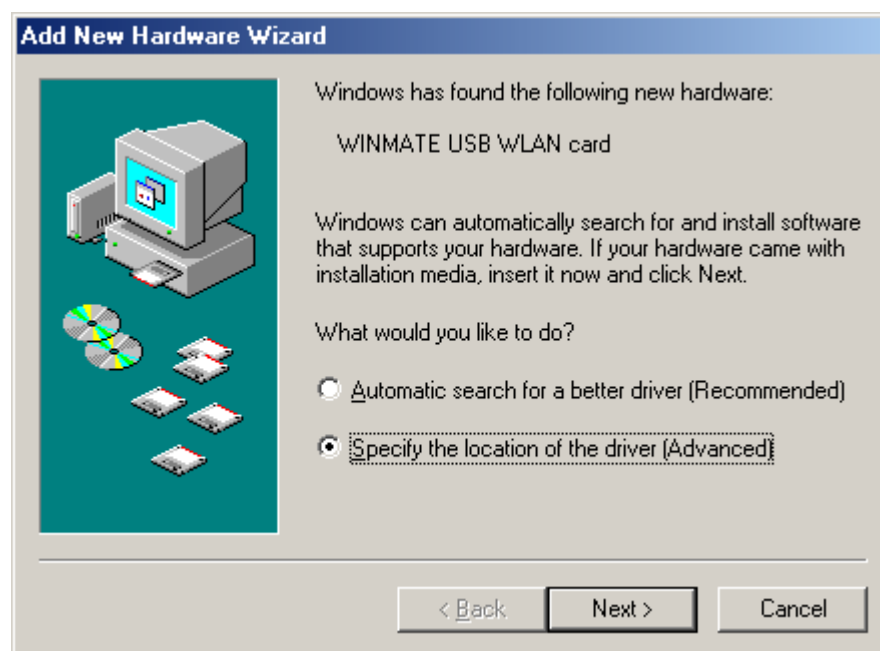 Add New Hardware Wizard
Windows has found the following new hardware:
WINMATE USB WLAN card
Windows can automatically search for and install software
that supports your hardware. If your hardware came with
installation media, insert it now and click Next.
What would you like to do?
Automatic search for a better driver (Recommended)
Specify the location of the driver (Advanced)
< Back Next > Cancel